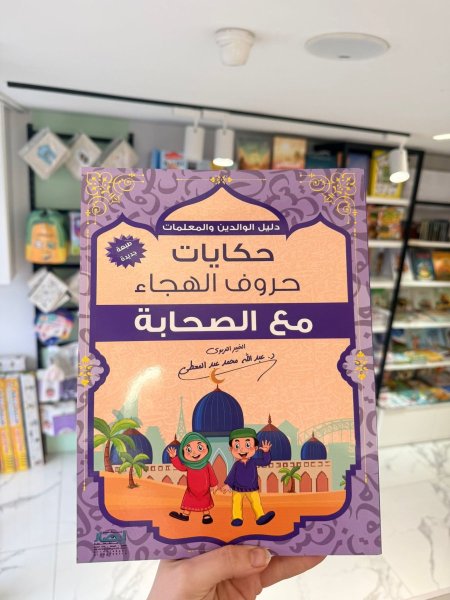 دليل الوالدين والمعلمات
طبعة
جديدة
حكايات
حروف الهجاء
مع الصحابة
الخبير التربوي
د. عبد الله محمد عبد المعطي